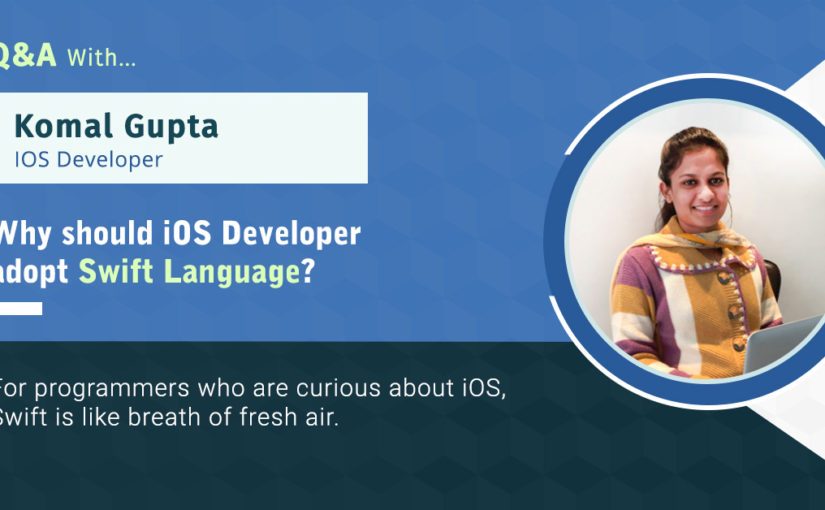 Q&A With...
Komal Gupta
IOS Developer
Why should iOS Developer
adopt Swift Language?
For programmers who are curious about iOS,
Swift is like breath of fresh air.